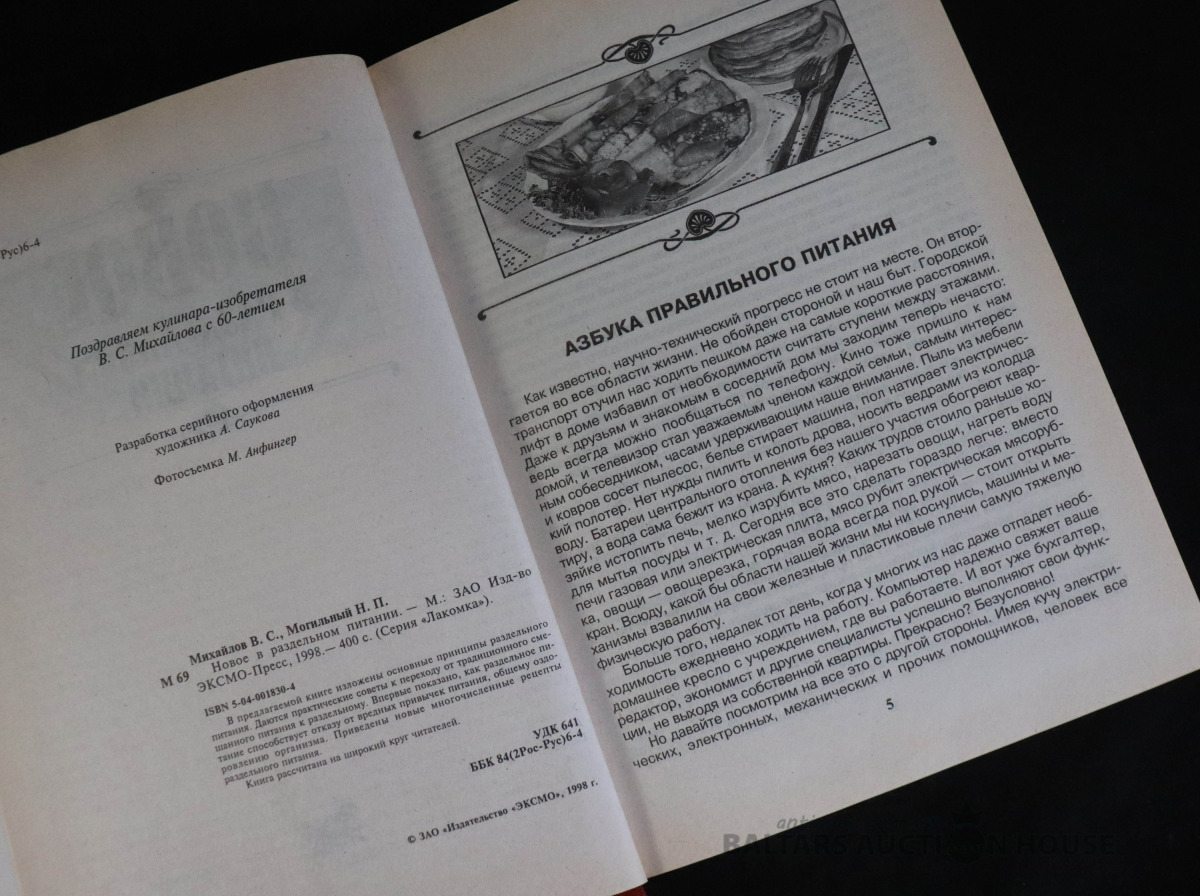 Рус)6-4
Поздравляем кулинара-изобретателя
В. С. Михайлова с 60-летием
Разработка серийного оформления
художника А. Саукова
Фотосъемка М. Анфингер
Михайлов В. С., Могильный Н. П.
М 69 Новое в раздельном питании. — М.: ЗАО Изд-во
ЭКСМО-Пресс, 1998.— 400 с. (Серия «Лакомка»).
ISBN 5-04-001830-4
В предлагаемой книге изложены основные принципы раздельного
питания. Даются практические советы к переходу от традиционного сме-
шанного питания к раздельному. Впервые показано, как раздельное пи-
тание способствует отказу от вредных привычек питания, общему оздо-
ровлению организма. Приведены новые многочисленные рецепты
раздельного питания.
Книга рассчитана на широкий круг читателей.
УДК 641
ББК 84(2Рос-Рус)6-4
© ЗАО «Издательство «ЭКСМО», 1998 г.
АЗБУКА ПРАВИЛЬНОГО ПИТАНИЯ
Как известно, научно-технический прогресс не стоит на месте. Он втор-
гается во все области жизни. Не обойден стороной и наш быт. Городской
транспорт отучил нас ходить пешком даже на самые короткие расстояния,
лифт в доме избавил от необходимости считать ступени между этажами.
Даже к друзьям и знакомым в соседний дом мы заходим теперь нечасто:
ведь всегда можно пообщаться по телефону. Кино тоже пришло к нам
домой, и телевизор стал уважаемым членом каждой семьи, самым интерес-
ным собеседником, часами удерживающим наше внимание. Пыль из мебели
и ковров сосет пылесос, белье стирает машина, пол натирает электричес-
кий полотер. Нет нужды пилить и колоть дрова, носить ведрами из колодца
воду. Батареи центрального отопления без нашего участия обогреют квар-
тиру, а вода сама бежит из крана. А кухня? Каких трудов стоило раньше хо-
зяйке истопить печь, мелко изрубить мясо, нарезать овощи, нагреть воду
для мытья посуды и т. д. Сегодня все это сделать гораздо легче: вместо
печи газовая или электрическая плита, мясо рубит электрическая мясоруб-
ка, овощи — овощерезка, горячая вода всегда под рукой — стоит открыть
кран. Всюду, какой бы области нашей жизни мы ни коснулись, машины и ме-
ханизмы взвалили на свои железные и пластиковые плечи самую тяжелую
физическую работу.
Больше того, недалек тот день, когда у многих из нас даже отпадет необ-
ходимость ежедневно ходить на работу. Компьютер надежно свяжет ваше
домашнее кресло с учреждением, где вы работаете. И вот уже бухгалтер,
редактор, экономист и другие специалисты успешно выполняют свои функ-
ции, не выходя из собственной квартиры. Прекрасно? Безусловно!
Но давайте посмотрим на все это с другой стороны. Имея кучу электри-
ческих, электронных, механических и прочих помощников, человек все
5
BALTARS AUCTION HOUSE